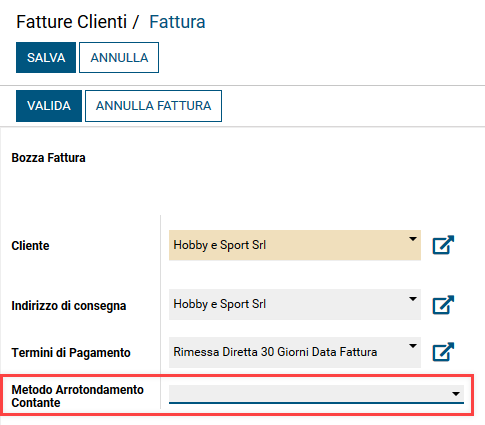 Fatture Clienti / Fattura
SALVA ANNULLA
VALIDA ANNULLA FATTURA
Bozza Fattura
Cliente Hobby e Sport Srl
Indirizzo di consegna Hobby e Sport Srl
Termini di Pagamento Rimessa Diretta 30 Giorni Data Fattura
Metodo Arrotondamento
Contante